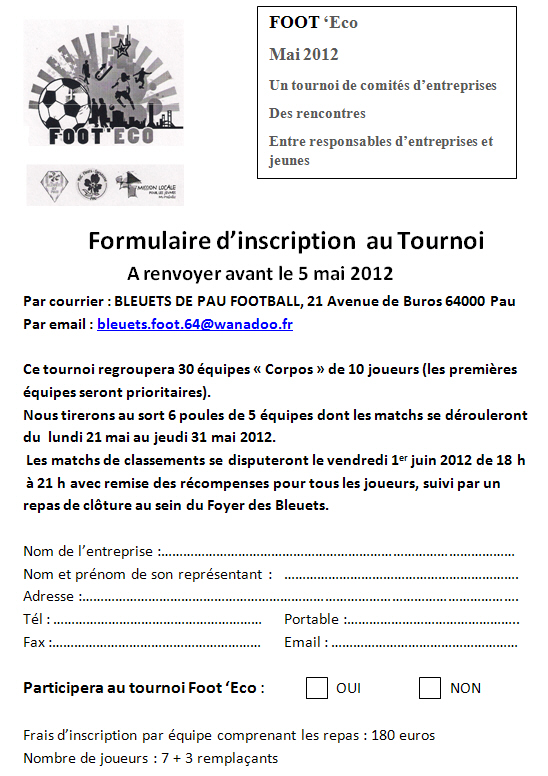 FOOT ‘Eco
Mai 2012
Un tournoi de comités d’entreprises
Des rencontres
Entre responsables d’entreprises et
jeunes
FOOT'ECO
MISSION LOCALE
POUR LES JEUNES
Formulaire d’inscription au Tournoi
A renvoyer avant le 5 mai 2012
Par courrier : BLEUETS DE PAU FOOTBALL, 21 Avenue de Buros 64000 Pau
Par email : bleuets.foot.64@wanadoo.fr
Ce tournoi regroupera 30 équipes « Corpos » de 10 joueurs (les premières
équipes seront prioritaires).
Nous tirerons au sort 6 poules de 5 équipes dont les matchs se dérouleront
du lundi 21 mai au jeudi 31 mai 2012.
Les matchs de classements se disputeront le vendredi 1er juin 2012 de 18 h
à 21 h avec remise des récompenses pour tous les joueurs, suivi par un
repas de clôture au sein du Foyer des Bleuets.
Nom de l’entreprise :……………………………………………………………………
Nom et prénom de son représentant : ……………………………………………
Adresse :……………………………………………………………………………………
Tél : ……………………………………… Portable :………………………………..
Fax :……………………………………… Email : …………………………………
Participera au tournoi Foot ‘Eco : OUI NON
Frais d’inscription par équipe comprenant les repas : 180 euros
Nombre de joueurs : 7 + 3 remplaçants